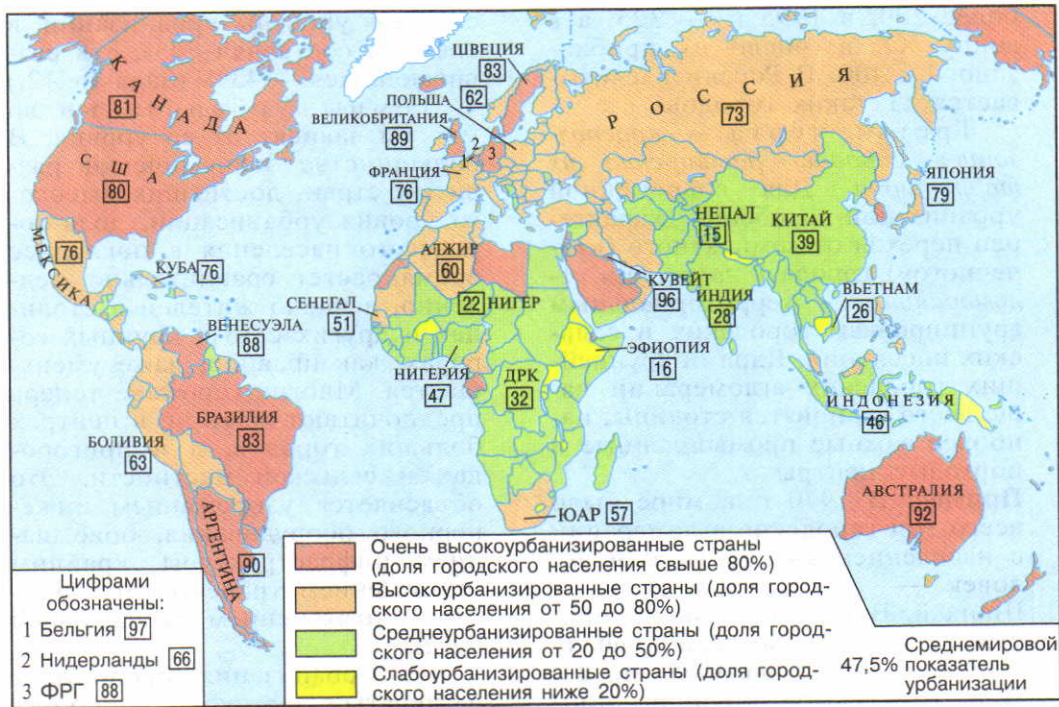 КАНАДА
81
США
80
МЕКСИКА
76
КУБА
76
ВЕНЕСУЭЛА
88
БРАЗИЛИЯ
83
БОЛИВИЯ
63
АРГЕНТИНА
90
ШВЕЦИЯ
83
ПОЛЬША
62
ВЕЛИКОБРИТАНИЯ
89
1
2
3
ФРАНЦИЯ
76
РОССИЯ
73
ЯПОНИЯ
79
НЕПАЛ
15
КИТАЙ
39
АЛЖИР
60
КУВЕЙТ
96
ИНДИЯ
28
ВЬЕТНАМ
26
СЕНЕГАЛ
51
22 НИГЕР
ЭФИОПИЯ
16
НИГЕРИЯ
47
ДРК
32
ИНДОНЕЗИЯ
46
ЮАР 57
АВСТРАЛИЯ
92
Цифрами
обозначены:
1 Бельгия 97
2 Нидерланды 66
3 ФРГ 88
Очень высокоурбанизированные страны
(доля городского населения свыше 80%)
Высокоурбанизированные страны (доля город-
ского населения от 50 до 80%)
Среднеурбанизированные страны (доля город-
ского населения от 20 до 50%)
Слабоурбанизированные страны (доля город-
ского населения ниже 20%)
47,5% Среднемировой
показатель
урбанизации